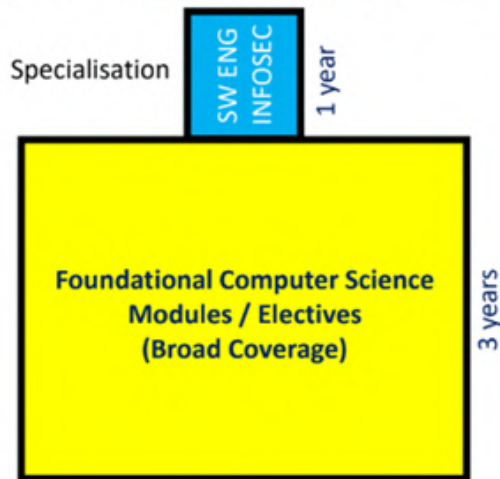 Specialisation
SW ENG
INFOSEC
1 year
Foundational Computer Science
Modules / Electives
(Broad Coverage)
3 years